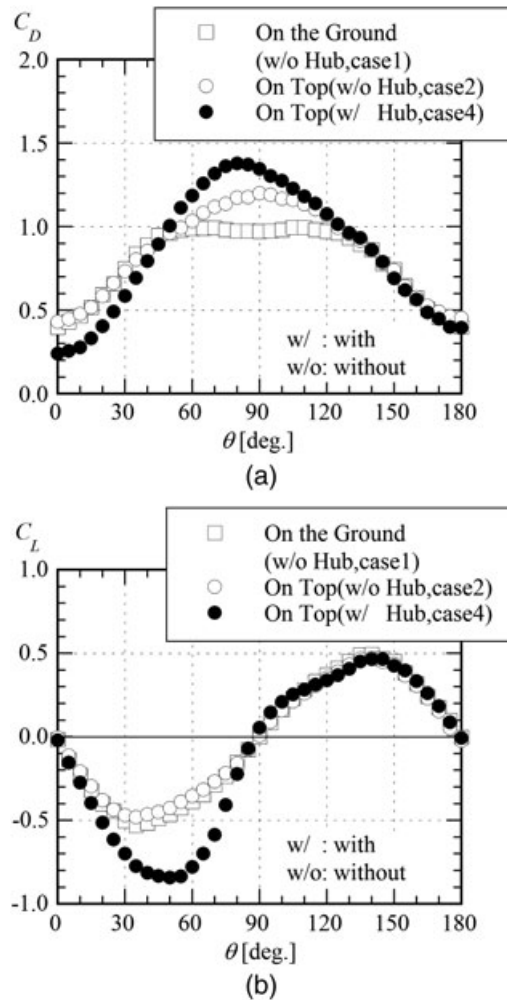 C_D
On the Ground
(w/o Hub,case1)
On Top(w/o Hub,case2)
On Top(w/ Hub,case4)
2.0
1.5
1.0
0.5
0.0
w/ : with
w/o: without
0 30 60 90 120 150 180
θ [deg.]
(a)
C_L
On the Ground
(w/o Hub,case1)
On Top(w/o Hub,case2)
On Top(w/ Hub,case4)
1.0
0.5
0.0
-0.5
-1.0
w/ : with
w/o: without
0 30 60 90 120 150 180
θ [deg.]
(b)